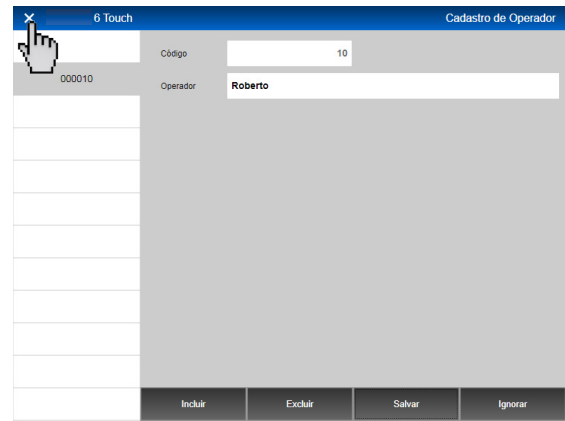 6 Touch
Cadastro de Operador
Código 10
000010
Operador Roberto
Incluir Excluir Salvar Ignorar